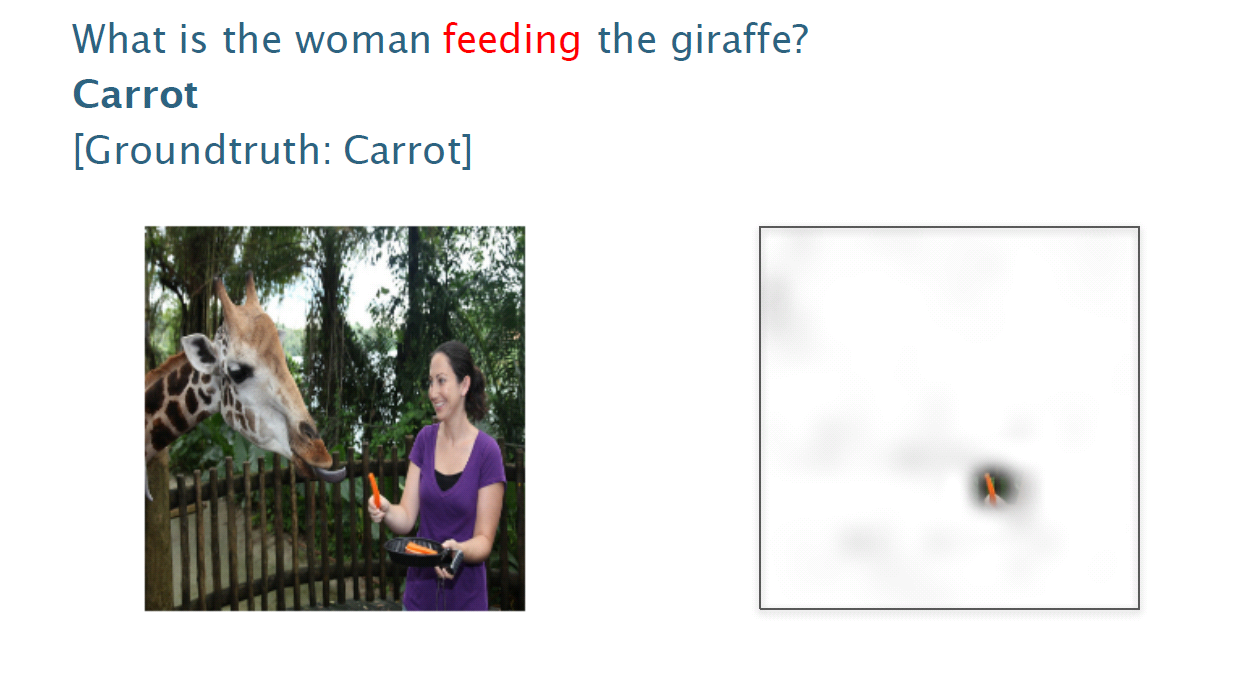 What is the woman feeding the giraffe?
Carrot
[Groundtruth: Carrot]